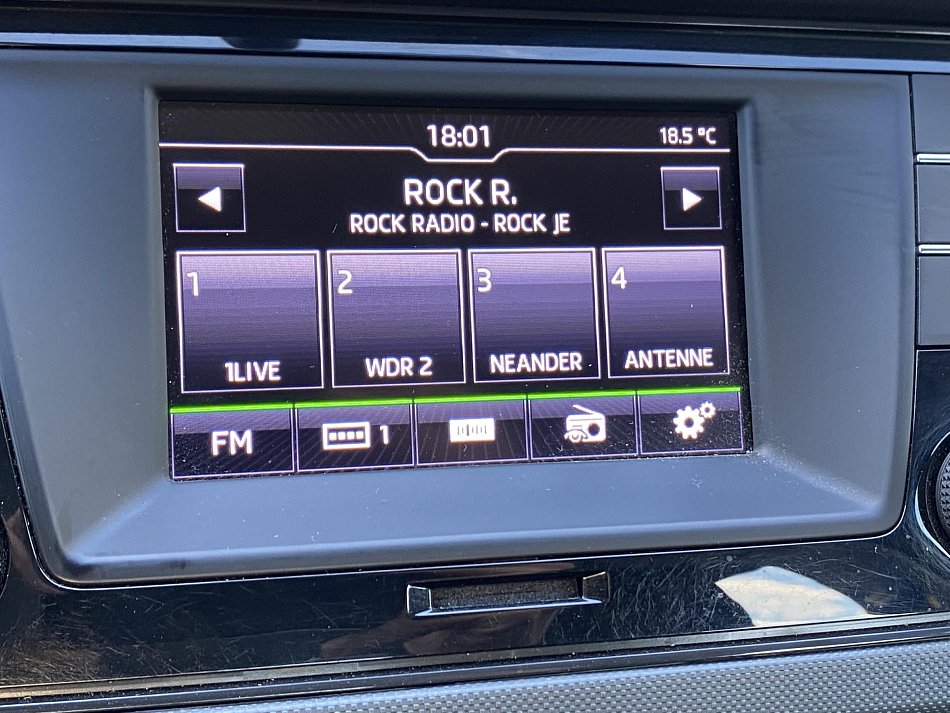 18:01
18.5 °C
ROCK R.
ROCK RADIO - ROCK JE
1
2
3
4
1LIVE
WDR 2
NEANDER
ANTENNE
FM
1